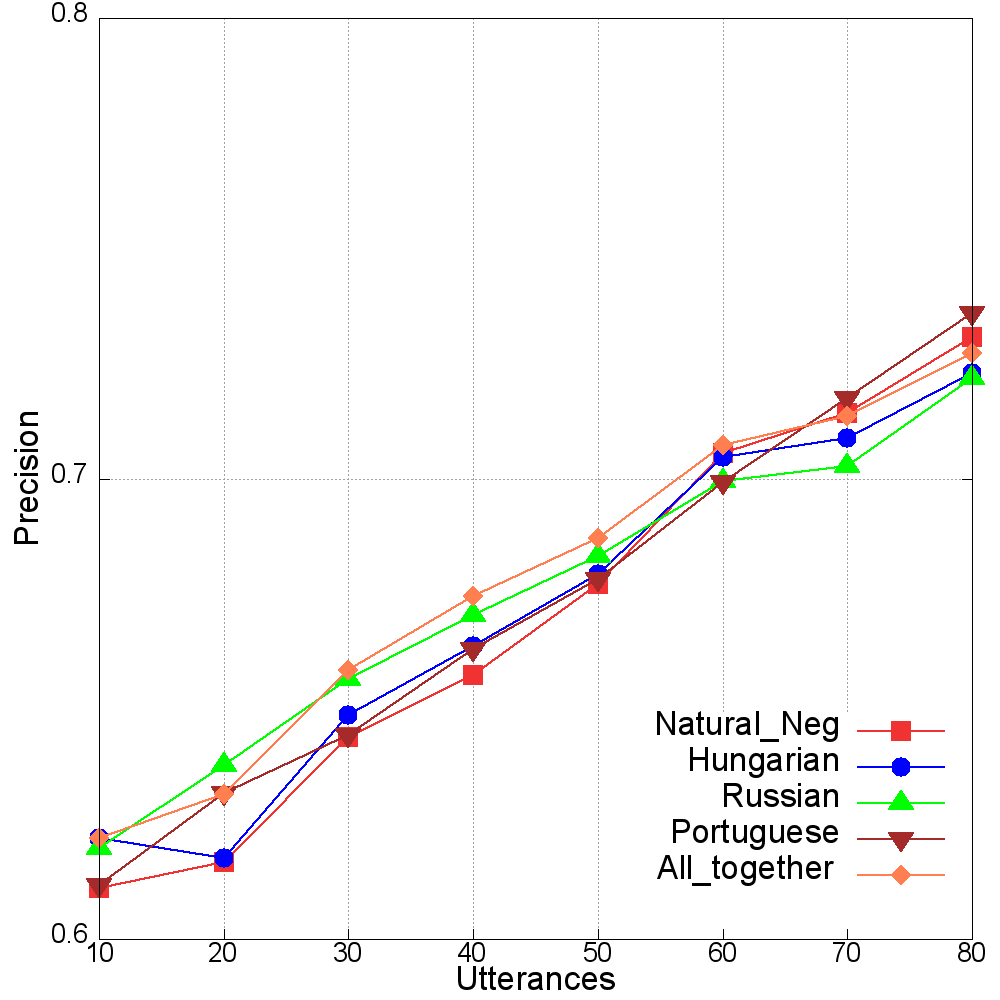 0.8
Precision
0.7
Natural_Neg
Hungarian
Russian
Portuguese
All_together
0.6
10 20 30 40 50 60 70 80
Utterances